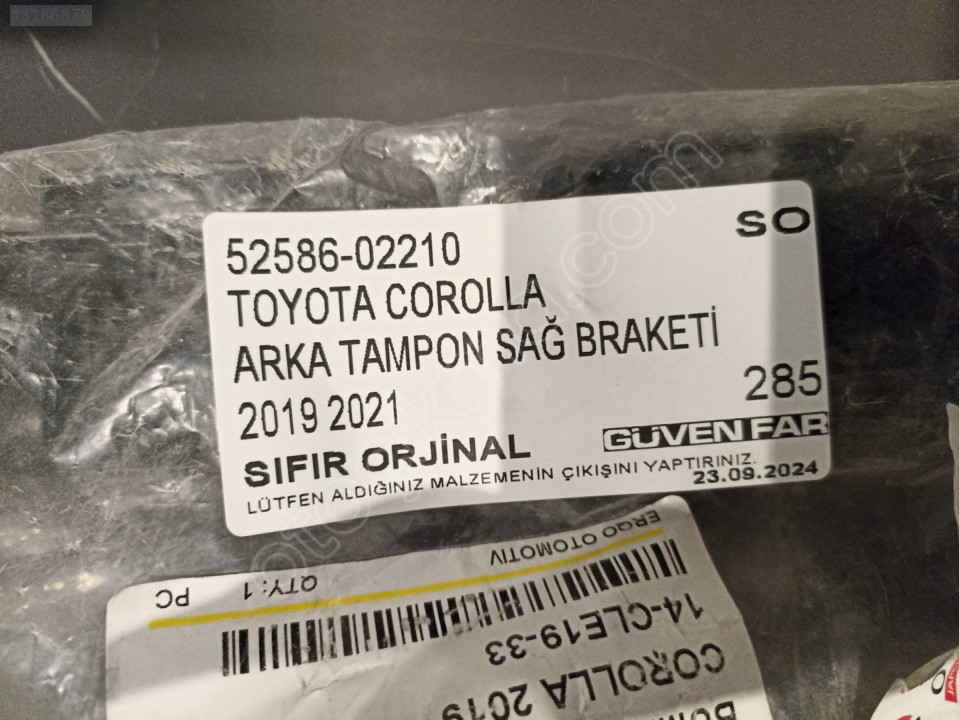 52586-02210
SO
TOYOTA COROLLA
ARKA TAMPON SAĞ BRAKETİ
2019 2021
285
SIFIR ORJİNAL
GÜVEN FAR
LÜTFEN ALDIĞINIZ MALZEMENİN ÇIKIŞINI YAPTIRINIZ.
23.09.2024
ERGO OTOMOTIV
QTY: 1 PC
14-CLE19-33
COROLLA 2019